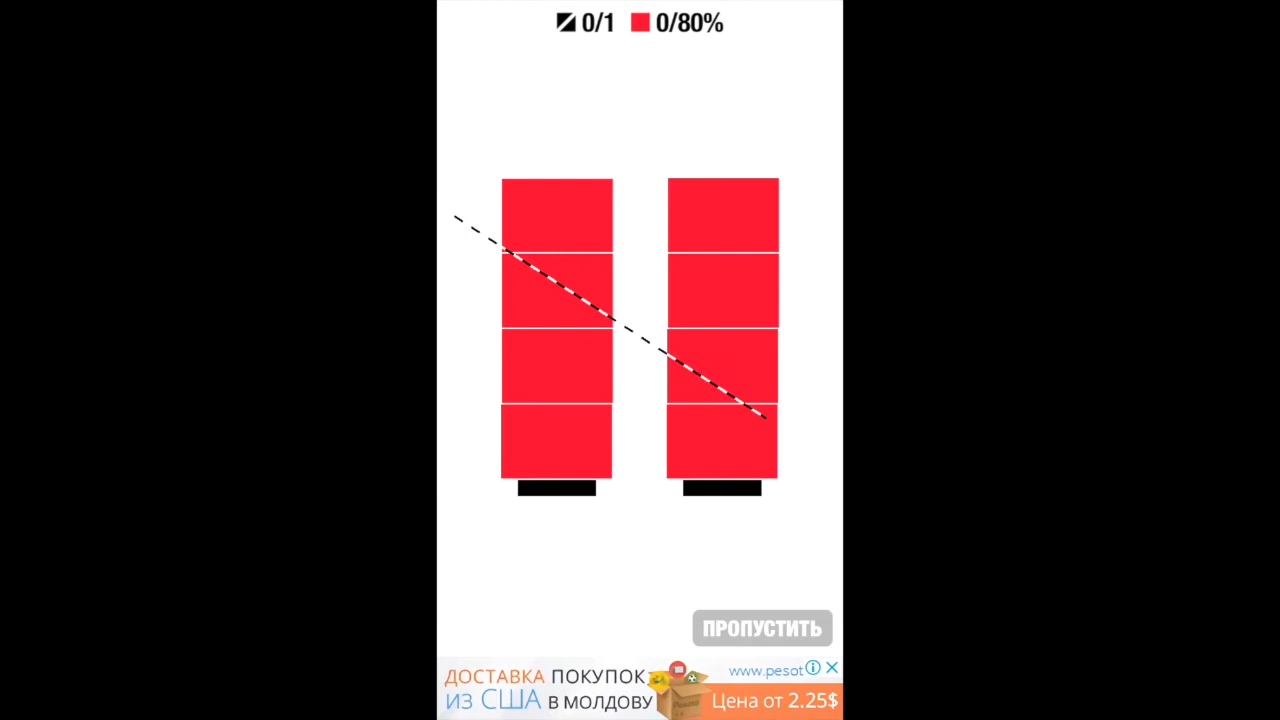 0/1 0/80%
ПРОПУСТИТЬ
ДОСТАВКА ПОКУПОК
ИЗ США В МОЛДОВУ
www.pesot
Цена от 2.25$